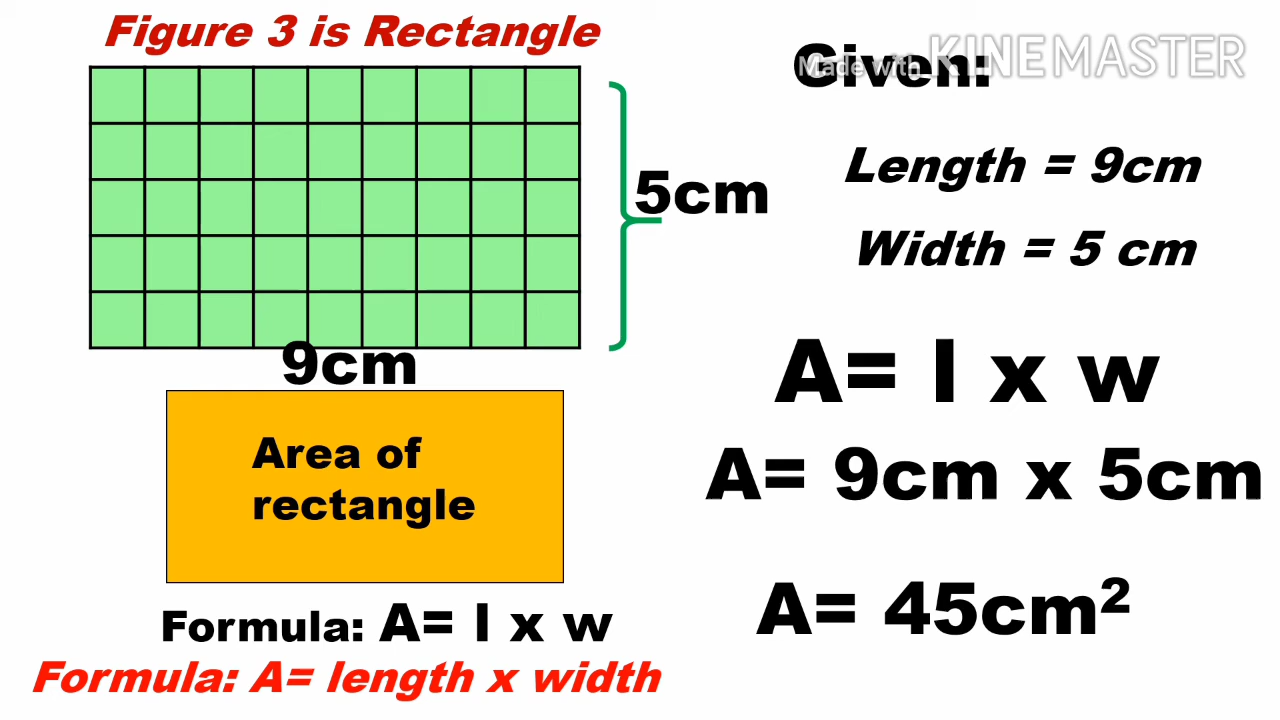 Figure 3 is Rectangle
5cm
9cm
Area of
rectangle
Formula: A= l x w
Formula: A= length x width
Made with KINEMASTER
Given:
Length = 9cm
Width = 5 cm
A= l x w
A= 9cm x 5cm
A= 45cm²